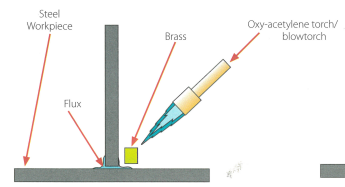 Steel
Workpiece
Brass
Oxy-acetylene torch/
blowtorch
Flux